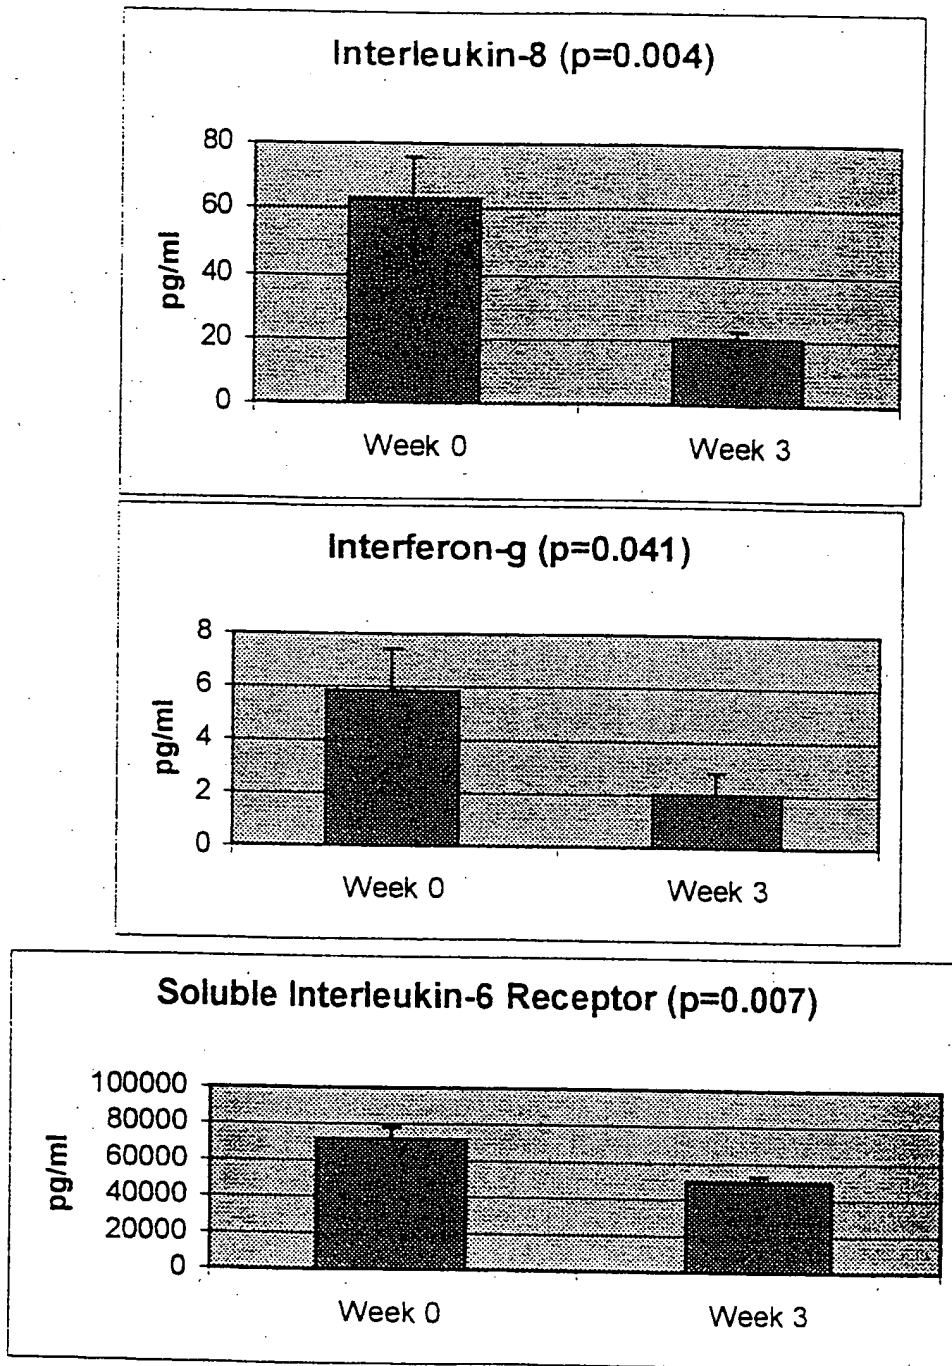 Interleukin-8 (p=0.004)
80
60
40
20
0
pg/ml
Week 0
Week 3
Interferon-g (p=0.041)
8
6
4
2
0
pg/ml
Week 0
Week 3
Soluble Interleukin-6 Receptor (p=0.007)
100000
80000
60000
40000
20000
0
pg/ml
Week 0
Week 3